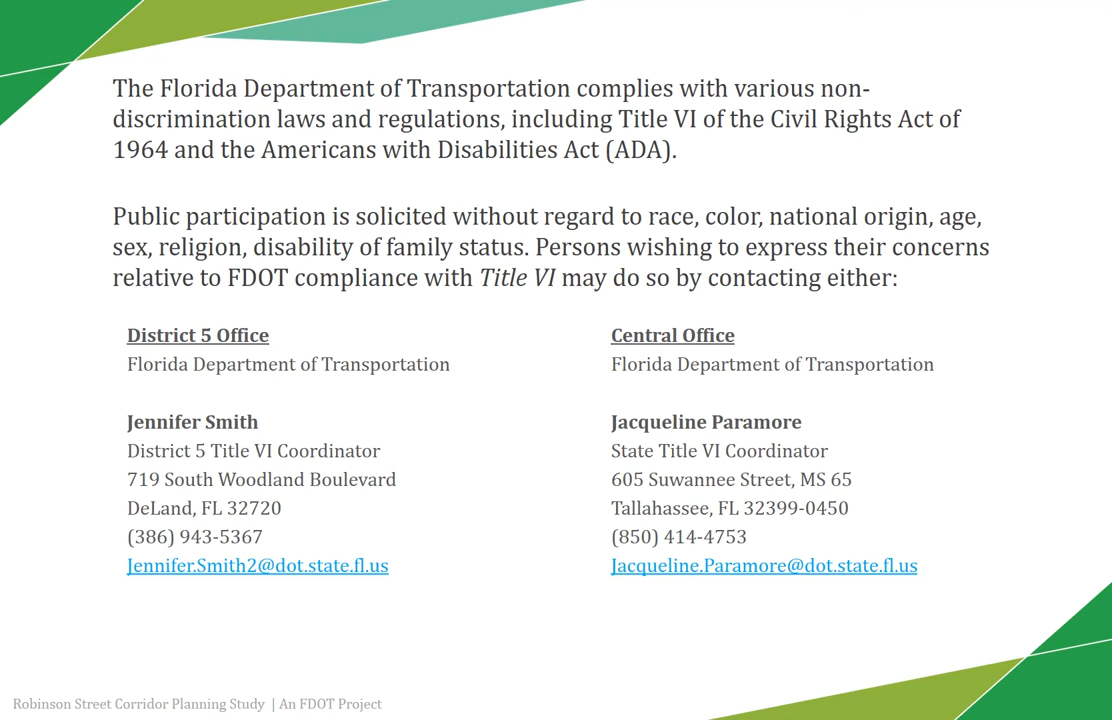 The Florida Department of Transportation complies with various non-
discrimination laws and regulations, including Title VI of the Civil Rights Act of
1964 and the Americans with Disabilities Act (ADA).
Public participation is solicited without regard to race, color, national origin, age,
sex, religion, disability of family status. Persons wishing to express their concerns
relative to FDOT compliance with Title VI may do so by contacting either:
District 5 Office
Florida Department of Transportation
Jennifer Smith
District 5 Title VI Coordinator
719 South Woodland Boulevard
DeLand, FL 32720
(386) 943-5367
Jennifer.Smith2@dot.state.fl.us
Central Office
Florida Department of Transportation
Jacqueline Paramore
State Title VI Coordinator
605 Suwannee Street, MS 65
Tallahassee, FL 32399-0450
(850) 414-4753
Jacqueline.Paramore@dot.state.fl.us
Robinson Street Corridor Planning Study | An FDOT Project